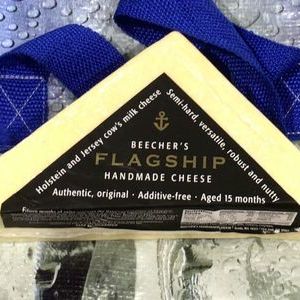 Holstein and Jersey cow's milk cheese
Semi-hard, versatile, robust and nutty
BEECHER'S
FLAGSHIP
HANDMADE CHEESE
Authentic, original · Additive-free · Aged 15 months